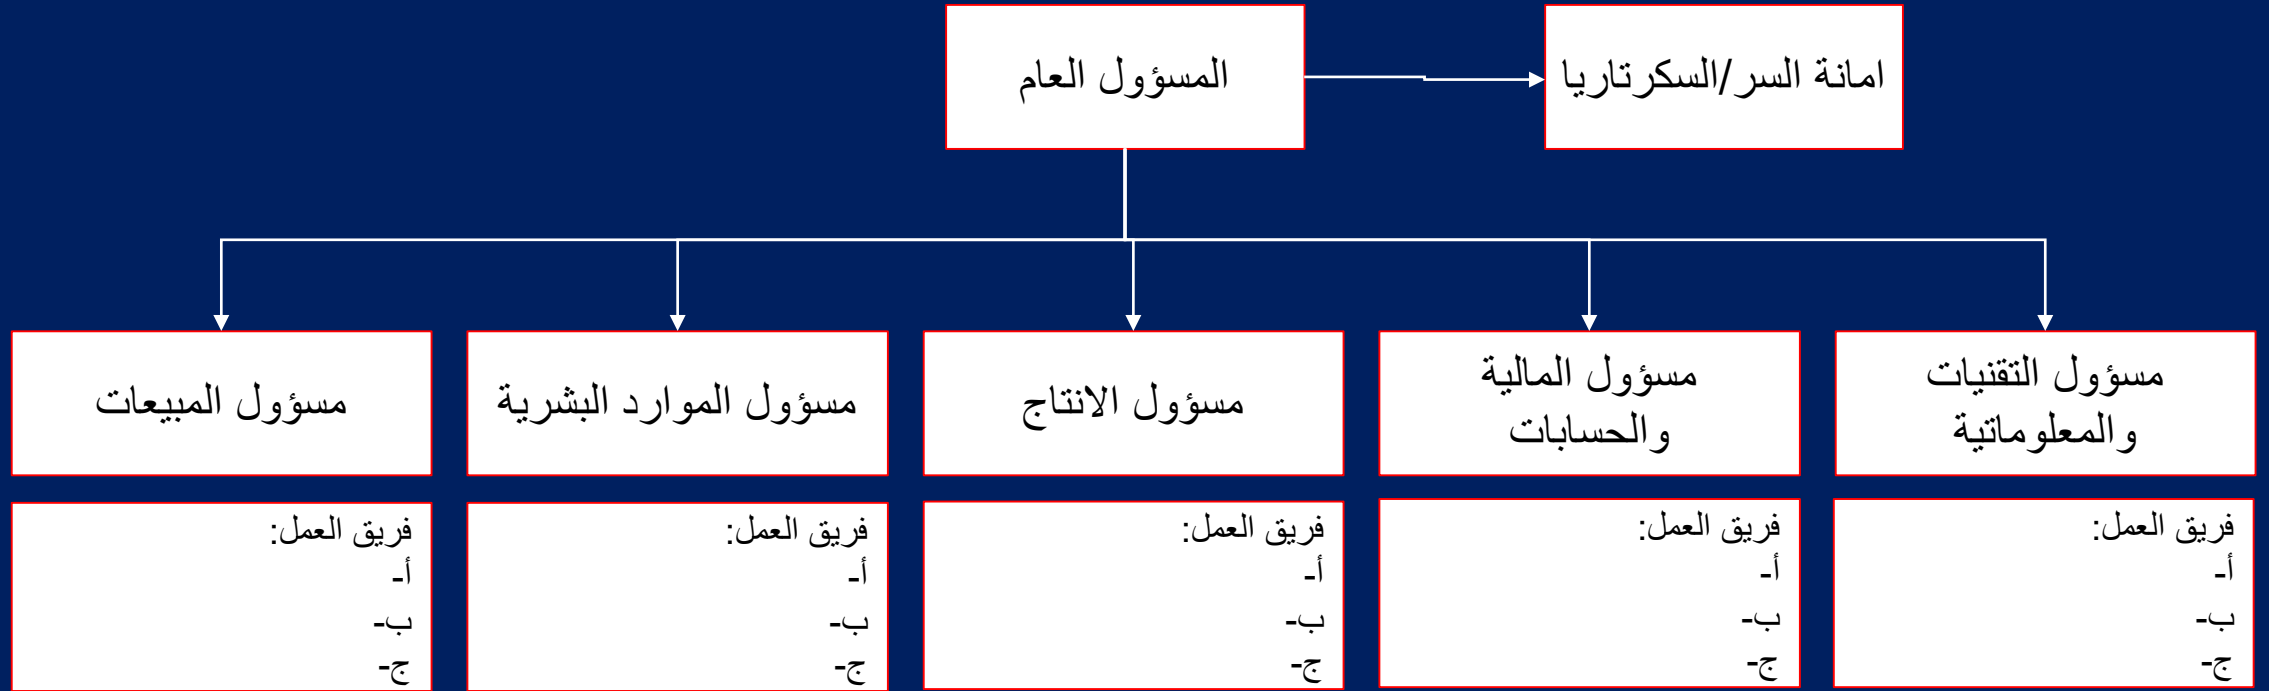 امانة السر/السكرتاريا
المسؤول العام
مسؤول التقنيات
والمعلوماتية
مسؤول المالية
والحسابات
مسؤول الانتاج
مسؤول الموارد البشرية
مسؤول المبيعات
فريق العمل:
أ-
ب-
ج-
فريق العمل:
أ-
ب-
ج-
فريق العمل:
أ-
ب-
ج-
فريق العمل:
أ-
ب-
ج-
فريق العمل:
أ-
ب-
ج-